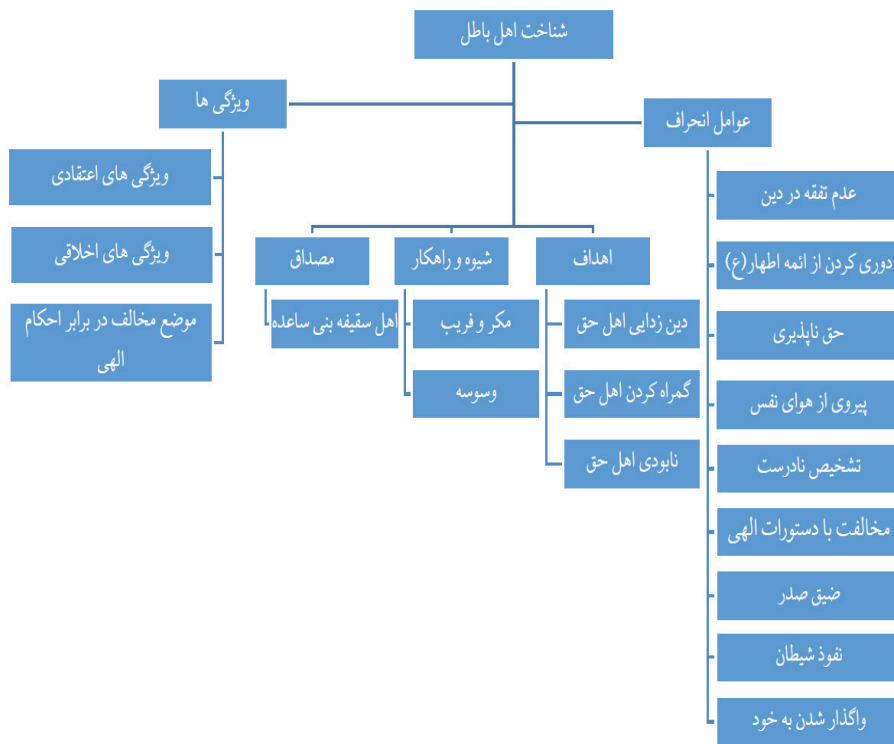 شناخت اهل باطل
عوامل انحراف
عدم تفقه در دین
دوری کردن از ائمه اطهار(ع)
حق ناپذیری
پیروی از هوای نفس
تشخیص نادرست
مخالفت با دستورات الهی
ضیق صدر
نفوذ شیطان
واگذار شدن به خود
اهداف
دین زدایی اهل حق
گمراه کردن اهل حق
نابودی اهل حق
شیوه و راهکار
مکر و فریب
وسوسه
مصداق
اهل سقیفه بنی ساعده
ویژگی ها
ویژگی های اعتقادی
ویژگی های اخلاقی
موضع مخالف در برابر احکام
الهی